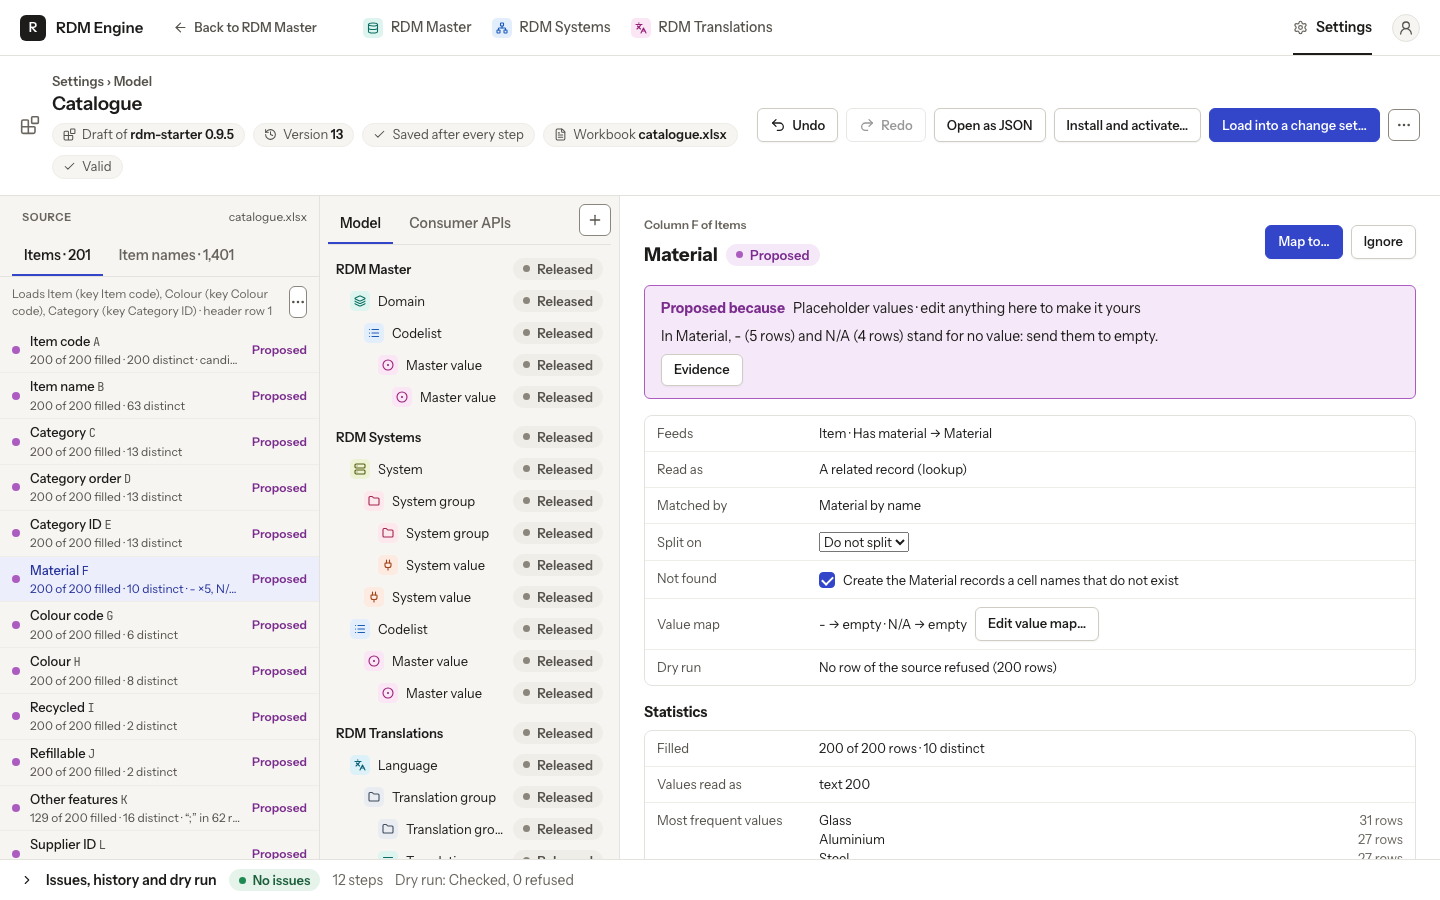 R RDM Engine
Back to RDM Master
RDM Master
RDM Systems
RDM Translations
Settings
Settings › Model
Catalogue
Draft of rdm-starter 0.9.5
Version 13
Saved after every step
Workbook catalogue.xlsx
Valid
Undo
Redo
Open as JSON
Install and activate...
Load into a change set...
SOURCE
catalogue.xlsx
Items · 201
Item names · 1,401
Loads Item (key Item code), Colour (key Colour
code), Category (key Category ID) · header row 1
Item code A
200 of 200 filled · 200 distinct · candi...
Proposed
Item name B
200 of 200 filled · 63 distinct
Proposed
Category C
200 of 200 filled · 13 distinct
Proposed
Category order D
200 of 200 filled · 13 distinct
Proposed
Category ID E
200 of 200 filled · 13 distinct
Proposed
Material F
200 of 200 filled · 10 distinct · - ×5, N/...
Proposed
Colour code G
200 of 200 filled · 6 distinct
Proposed
Colour H
200 of 200 filled · 8 distinct
Proposed
Recycled I
200 of 200 filled · 2 distinct
Proposed
Refillable J
200 of 200 filled · 2 distinct
Proposed
Other features K
129 of 200 filled · 16 distinct · “;” in 62 r...
Proposed
Supplier ID L
Proposed
Model
Consumer APIs
RDM Master Released
Domain Released
Codelist Released
Master value Released
Master value Released
RDM Systems Released
System Released
System group Released
System group Released
System value Released
System value Released
Codelist Released
Master value Released
Master value Released
RDM Translations Released
Language Released
Translation group Released
Translation gro... Released
Column F of Items
Material
Proposed
Map to...
Ignore
Proposed because Placeholder values · edit anything here to make it yours
In Material, - (5 rows) and N/A (4 rows) stand for no value: send them to empty.
Evidence
Feeds Item · Has material → Material
Read as A related record (lookup)
Matched by Material by name
Split on Do not split
Not found Create the Material records a cell names that do not exist
Value map - → empty · N/A → empty Edit value map...
Dry run No row of the source refused (200 rows)
Statistics
Filled 200 of 200 rows · 10 distinct
Values read as text 200
Most frequent values Glass 31 rows
Aluminium 27 rows
Steel 27 rows
Issues, history and dry run
No issues
12 steps
Dry run: Checked, 0 refused